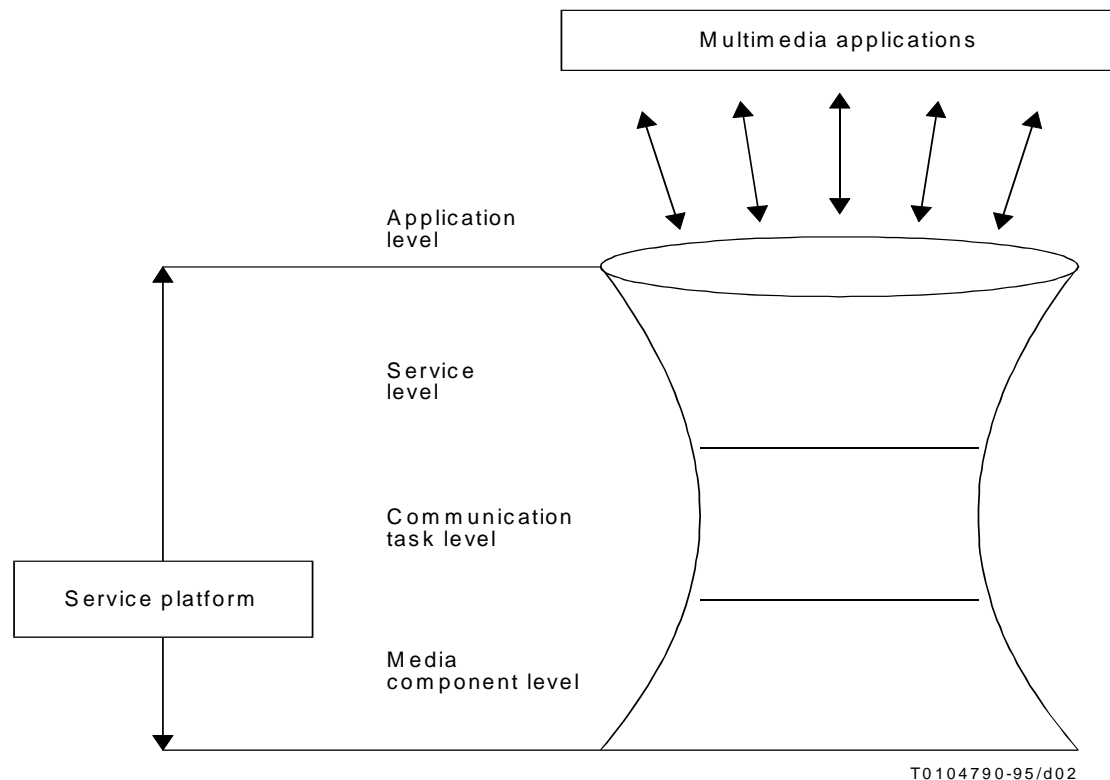 Multimedia applications
Application
level
Service
level
Communication
task level
Service platform
Media
component level
T0104790-95/d02